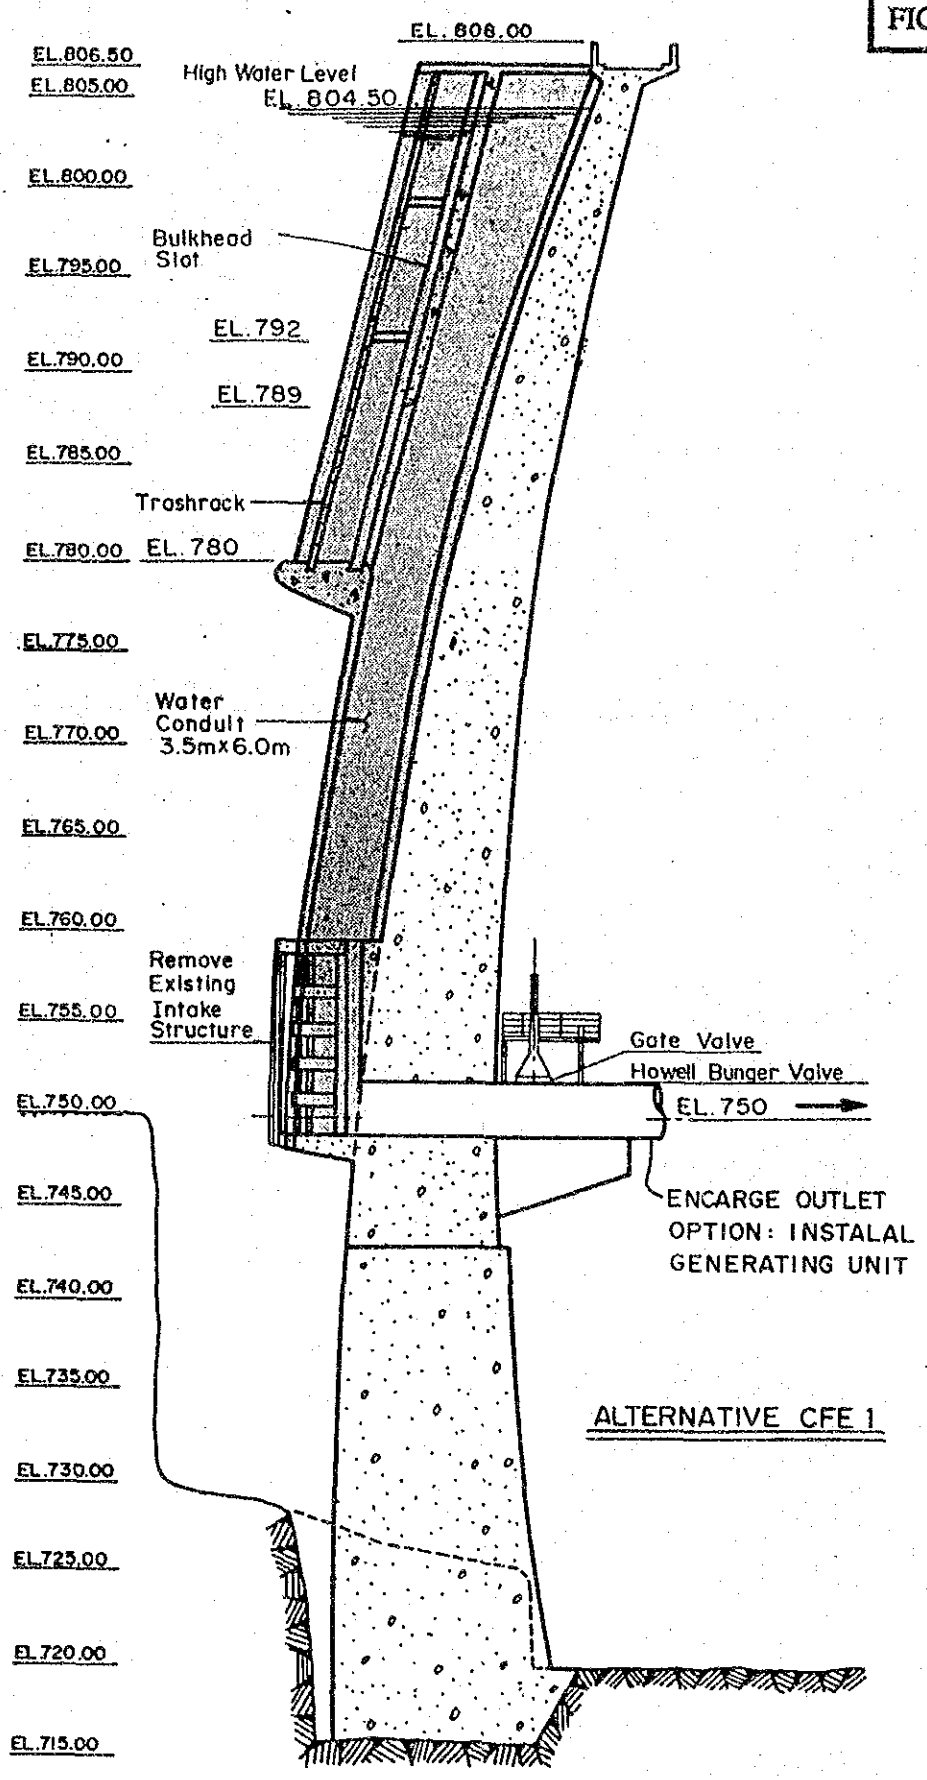 FIG
EL. 808.00
EL.806.50
EL.805.00
High Water Level
EL.804.50
EL.800.00
Bulkhead
Slot
EL.795.00
EL.792
EL.790.00
EL.789
EL.785.00
Trashrack
EL.780.00
EL.780
EL.775.00
Water
Conduit
3.5m×6.0m
EL.770.00
EL.765.00
EL.760.00
Remove
Existing
Intake
Structure
EL.755.00
Gate Valve
Howell Bunger Valve
EL.750.00
EL.750
EL.745.00
ENCARGE OUTLET
OPTION: INSTALAL
GENERATING UNIT
EL.740.00
EL.735.00
ALTERNATIVE CFE 1
EL.730.00
EL.725.00
EL.720.00
EL.715.00